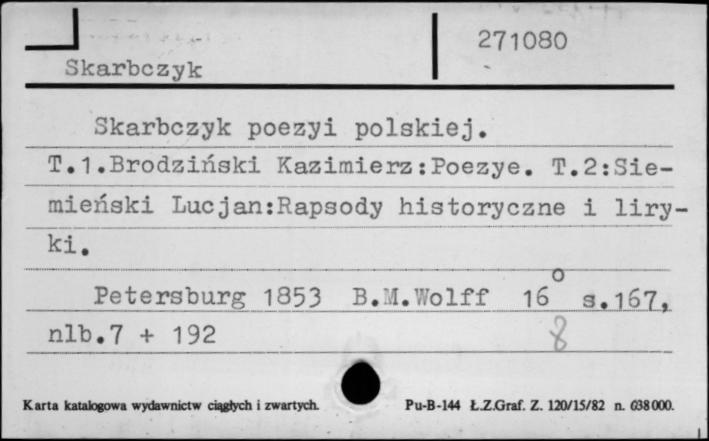 271080
Skarbczyk
Skarbczyk poezyi polskiej.
T.1.Brodziński Kazimierz:Poezye. T.2:Sie-
mieński Lucjan:Rapsody historyczne i liry-
ki.
Petersburg 1853 B.M.Wolff 16° s.167,
nlb.7 + 192 8
Karta katalogowa wydawnictw ciągłych i zwartych. Pu-B-144 Ł.Z.Graf. Z. 120/15/82 n. 638000.